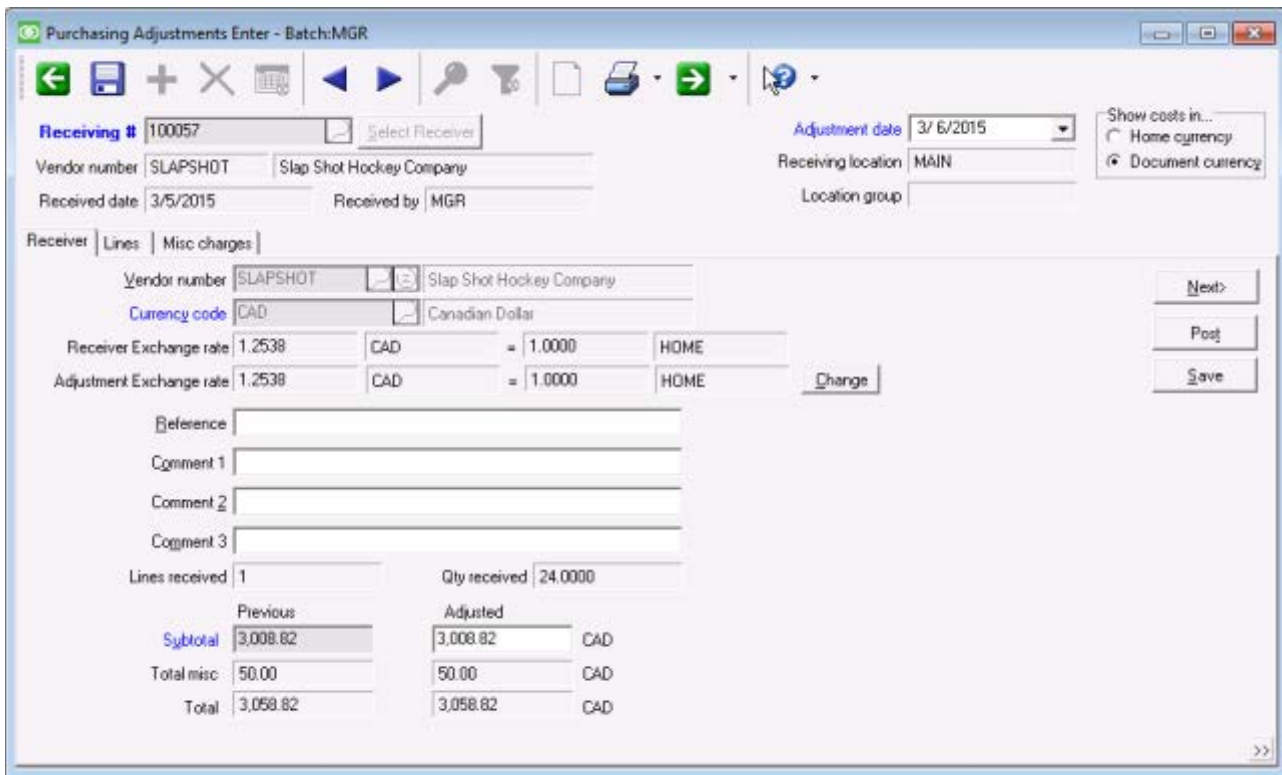 Purchasing Adjustments Enter - Batch:MGR
Receiving # 100057 Select Receiver
Adjustment date 3/ 6/2015
Show costs in...
Home currency
Document currency
Vendor number SLAPSHOT Slap Shot Hockey Company
Receiving location MAIN
Received date 3/5/2015 Received by MGR
Location group
Receiver Lines Misc charges
Vendor number SLAPSHOT Slap Shot Hockey Company
Next>
Currency code CAD Canadian Dollar
Receiver Exchange rate 1.2538 CAD = 1.0000 HOME
Post
Adjustment Exchange rate 1.2538 CAD = 1.0000 HOME Change
Save
Reference
Comment 1
Comment 2
Comment 3
Lines received 1 Qty received 24.0000
Previous Adjusted
Subtotal 3,008.82 3,008.82 CAD
Total misc 50.00 50.00 CAD
Total 3,058.82 3,058.82 CAD
>>